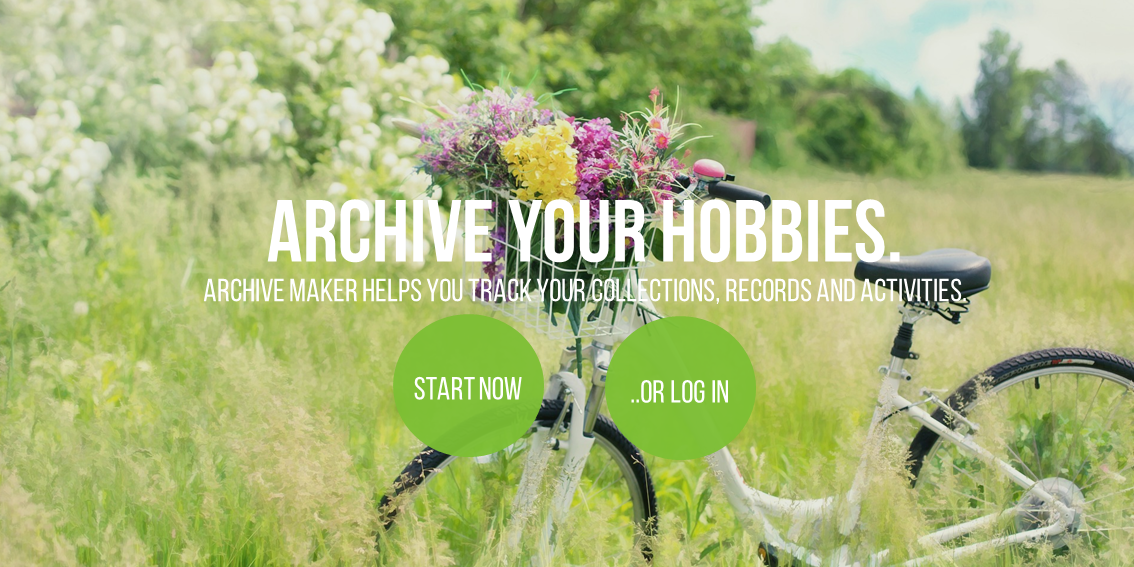 ARCHIVE YOUR HOBBIES.
ARCHIVE MAKER HELPS YOU TRACK YOUR COLLECTIONS, RECORDS AND ACTIVITIES.
START NOW
..OR LOG IN